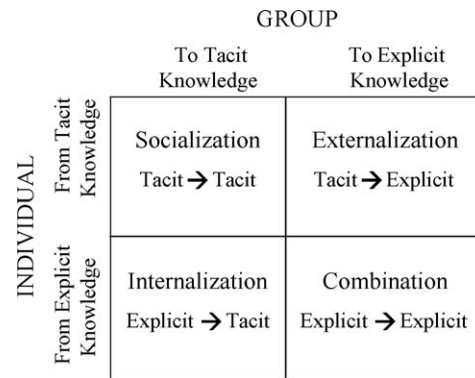 GROUP
To Tacit
Knowledge
To Explicit
Knowledge
INDIVIDUAL
From Tacit
Knowledge
Socialization
Tacit → Tacit
Externalization
Tacit → Explicit
From Explicit
Knowledge
Internalization
Explicit → Tacit
Combination
Explicit → Explicit